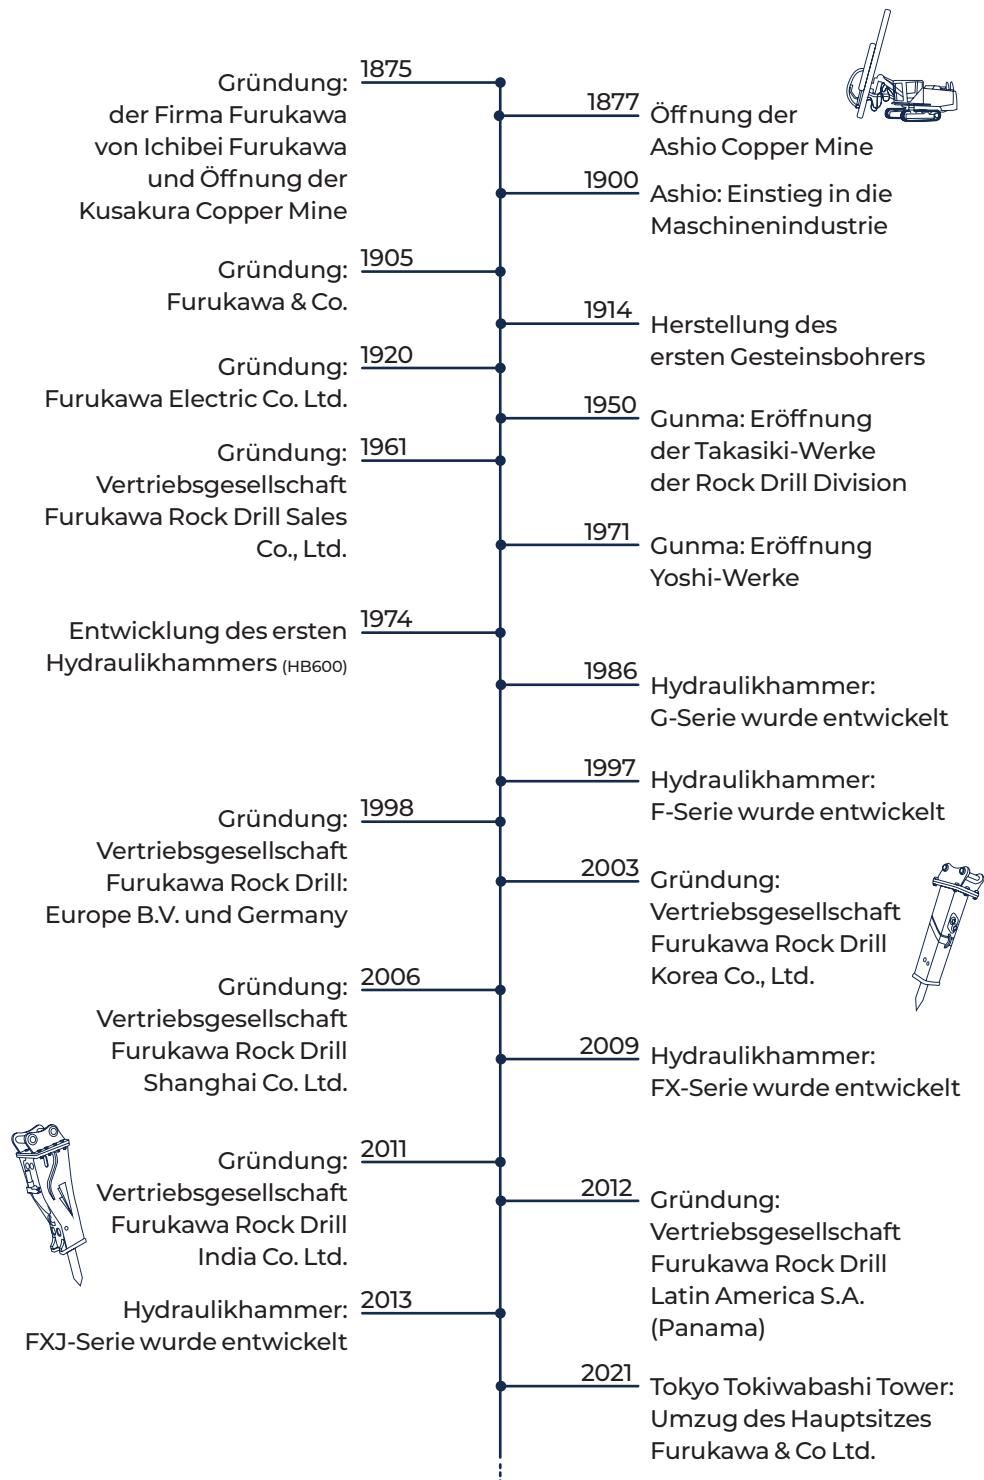 1875
Gründung:
der Firma Furukawa
von Ichibei Furukawa
und Öffnung der
Kusakura Copper Mine
1877
Öffnung der
Ashio Copper Mine
1900
Ashio: Einstieg in die
Maschinenindustrie
1905
Gründung:
Furukawa & Co.
1914
Herstellung des
ersten Gesteinsbohrers
1920
Gründung:
Furukawa Electric Co. Ltd.
1950
Gunma: Eröffnung
der Takasiki-Werke
der Rock Drill Division
1961
Gründung:
Vertriebsgesellschaft
Furukawa Rock Drill Sales
Co., Ltd.
1971
Gunma: Eröffnung
Yoshi-Werke
1974
Entwicklung des ersten
Hydraulikhammers (HB600)
1986
Hydraulikhammer:
G-Serie wurde entwickelt
1997
Hydraulikhammer:
F-Serie wurde entwickelt
1998
Gründung:
Vertriebsgesellschaft
Furukawa Rock Drill:
Europe B.V. und Germany
2003
Gründung:
Vertriebsgesellschaft
Furukawa Rock Drill
Korea Co., Ltd.
2006
Gründung:
Vertriebsgesellschaft
Furukawa Rock Drill
Shanghai Co. Ltd.
2009
Hydraulikhammer:
FX-Serie wurde entwickelt
2011
Gründung:
Vertriebsgesellschaft
Furukawa Rock Drill
India Co. Ltd.
2012
Gründung:
Vertriebsgesellschaft
Furukawa Rock Drill
Latin America S.A.
(Panama)
2013
Hydraulikhammer:
FXJ-Serie wurde entwickelt
2021
Tokyo Tokiwabashi Tower:
Umzug des Hauptsitzes
Furukawa & Co Ltd.